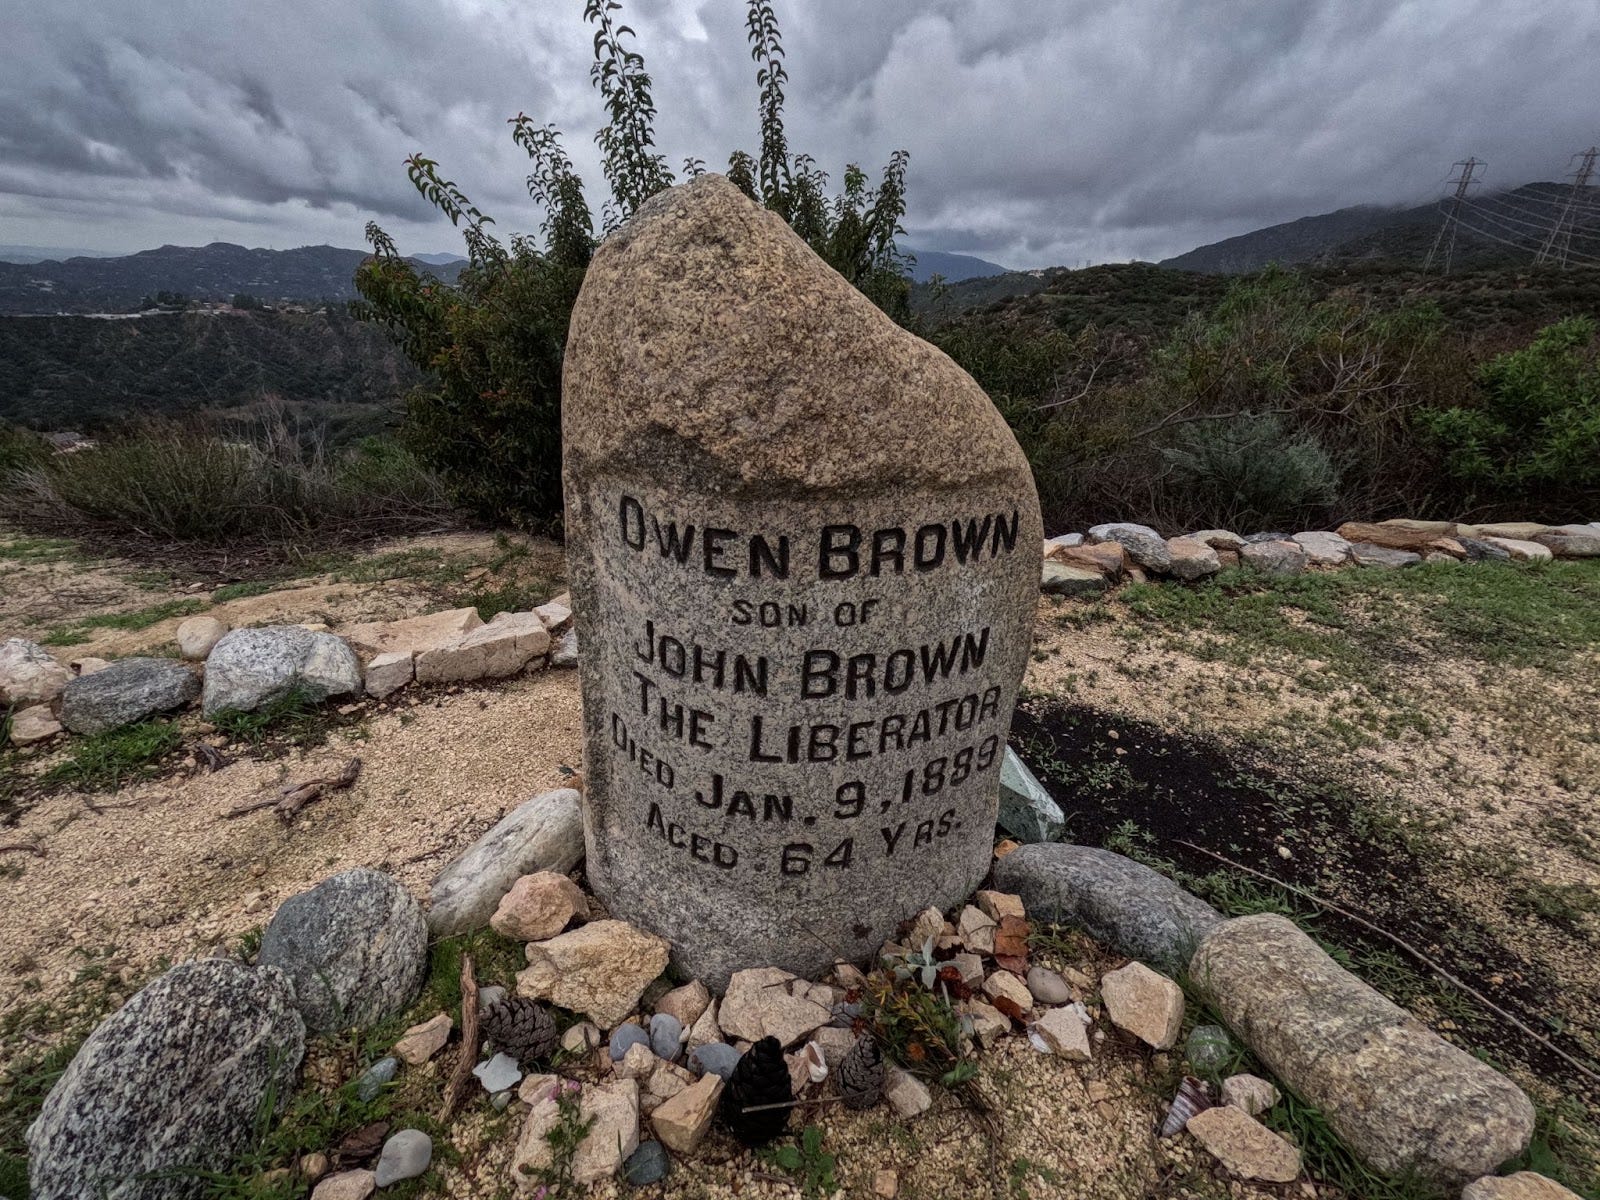 OWEN BROWN
SON OF
JOHN BROWN
THE LIBERATOR
DIED JAN. 9, 1889
AGED 64 YRS.